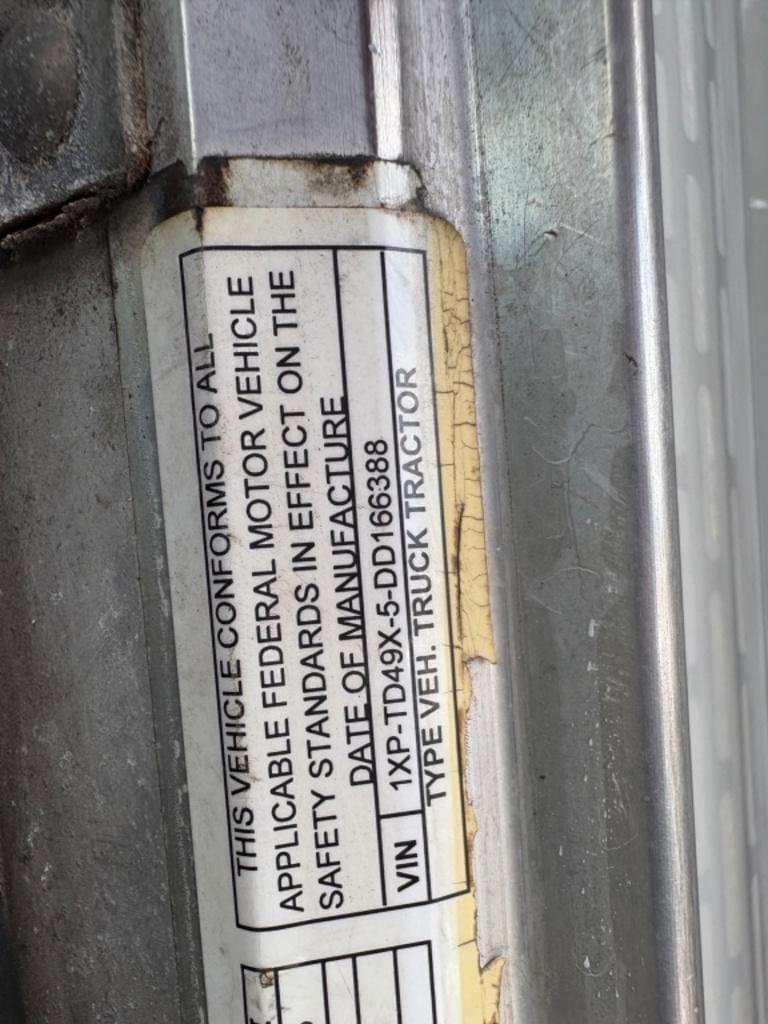 THIS VEHICLE CONFORMS TO ALL
APPLICABLE FEDERAL MOTOR VEHICLE
SAFETY STANDARDS IN EFFECT ON THE
DATE OF MANUFACTURE
VIN 1XP-TD49X-5-DD166388
TYPE VEH. TRUCK TRACTOR